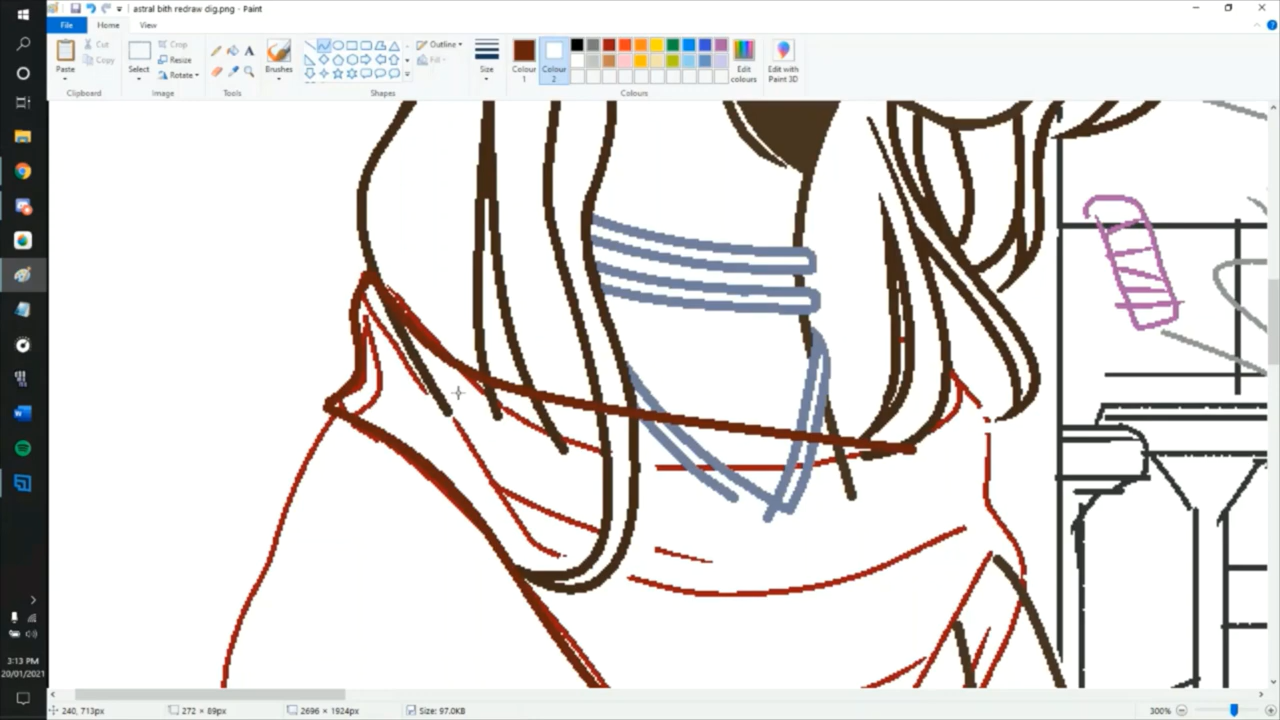 astral bith redraw dig.png - Paint
File Home View
Paste
Cut
Copy
Clipboard
Select
Crop
Resize
Rotate
Image
Tools
Brushes
Outline
Fill
Shapes
Size
Colour 1
Colour 2
Edit colours
Edit with Paint 3D
Colours
3:13 PM
20/01/2021
240, 713px
272 × 89px
2696 × 1924px
Size: 97.0KB
300%